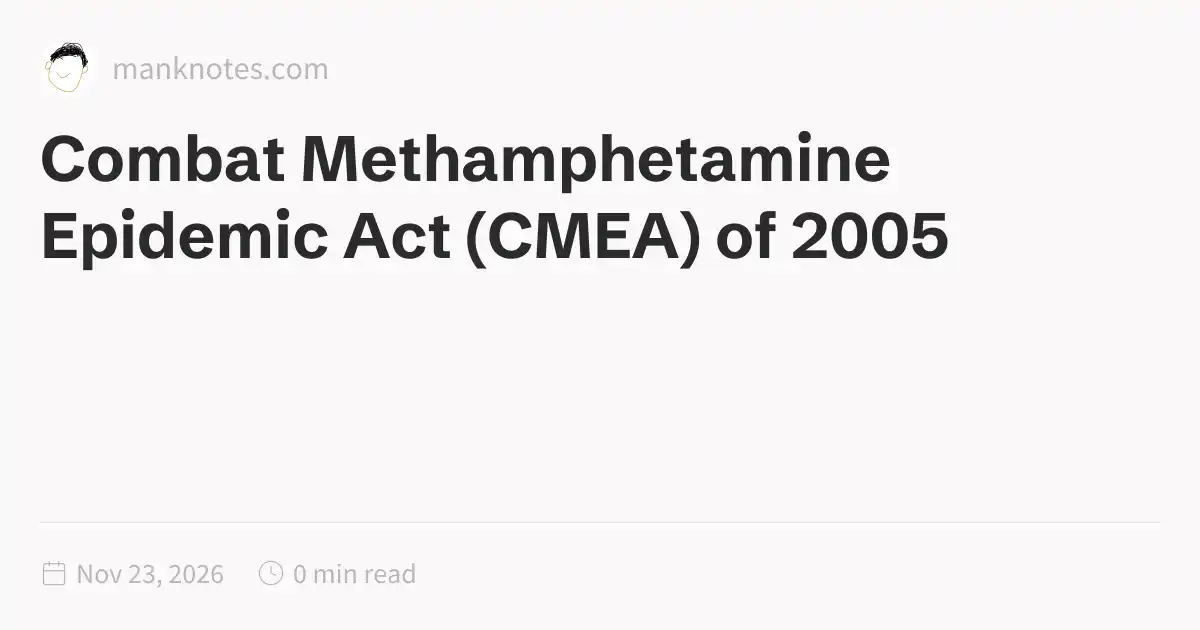 manknotes.com
Combat Methamphetamine
Epidemic Act (CMEA) of 2005
Nov 23, 2026 0 min read